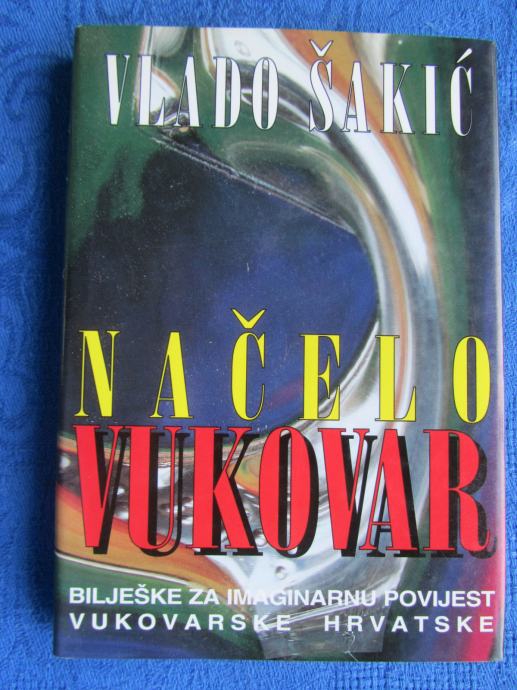 VLADO ŠAKIĆ
NAČELO
VUKOVAR
BILJEŠKE ZA IMAGINARNU POVIJEST
VUKOVARSKE HRVATSKE